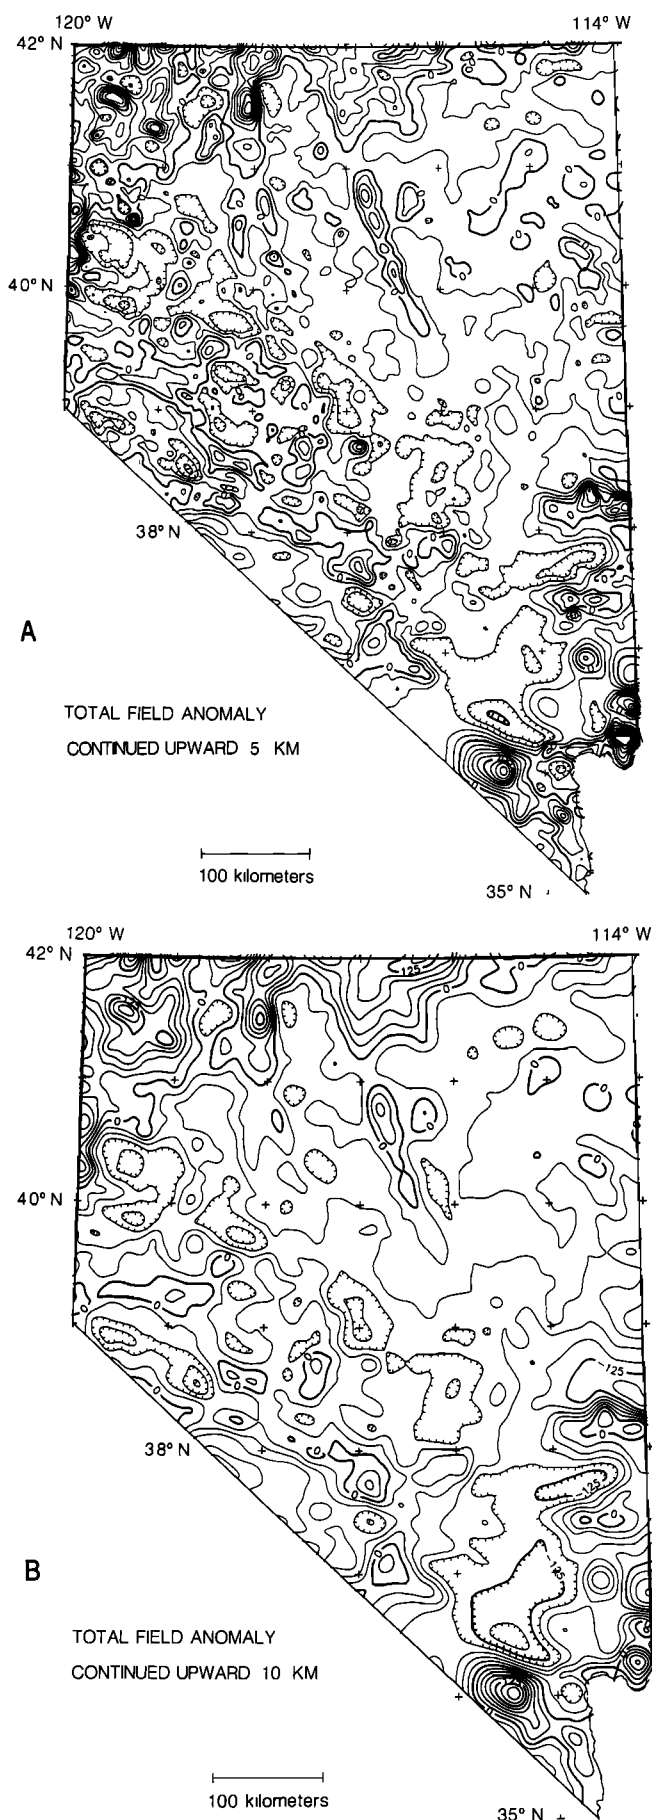 120° W 114° W
42° N
40° N
38° N
A
TOTAL FIELD ANOMALY
CONTINUED UPWARD 5 KM
100 kilometers
35° N
120° W 114° W
42° N
-125
40° N
-125
38° N
-125
-125
B
TOTAL FIELD ANOMALY
CONTINUED UPWARD 10 KM
100 kilometers
35° N